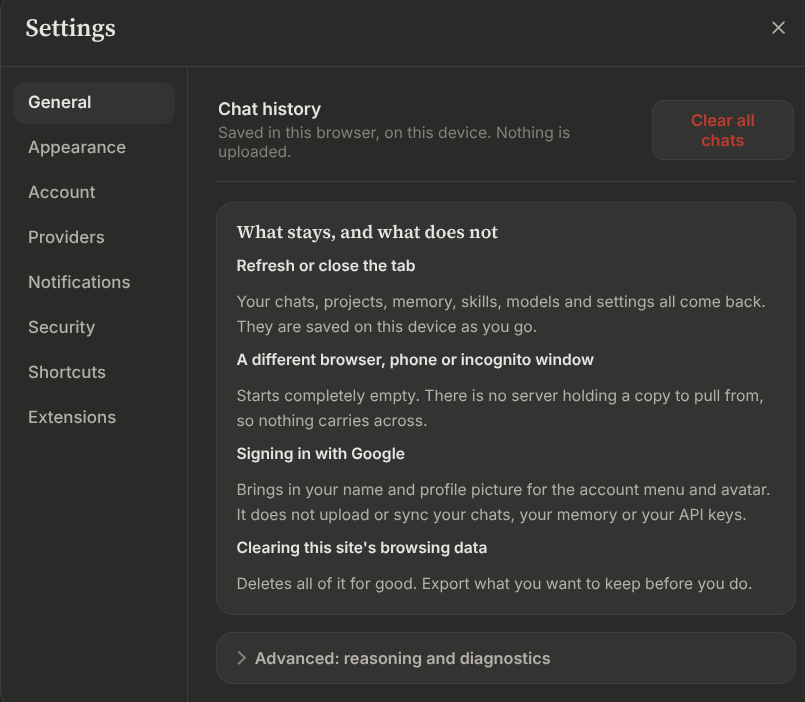 Settings
General
Appearance
Account
Providers
Notifications
Security
Shortcuts
Extensions
Chat history
Saved in this browser, on this device. Nothing is
uploaded.
Clear all
chats
What stays, and what does not
Refresh or close the tab
Your chats, projects, memory, skills, models and settings all come back.
They are saved on this device as you go.
A different browser, phone or incognito window
Starts completely empty. There is no server holding a copy to pull from,
so nothing carries across.
Signing in with Google
Brings in your name and profile picture for the account menu and avatar.
It does not upload or sync your chats, your memory or your API keys.
Clearing this site's browsing data
Deletes all of it for good. Export what you want to keep before you do.
Advanced: reasoning and diagnostics